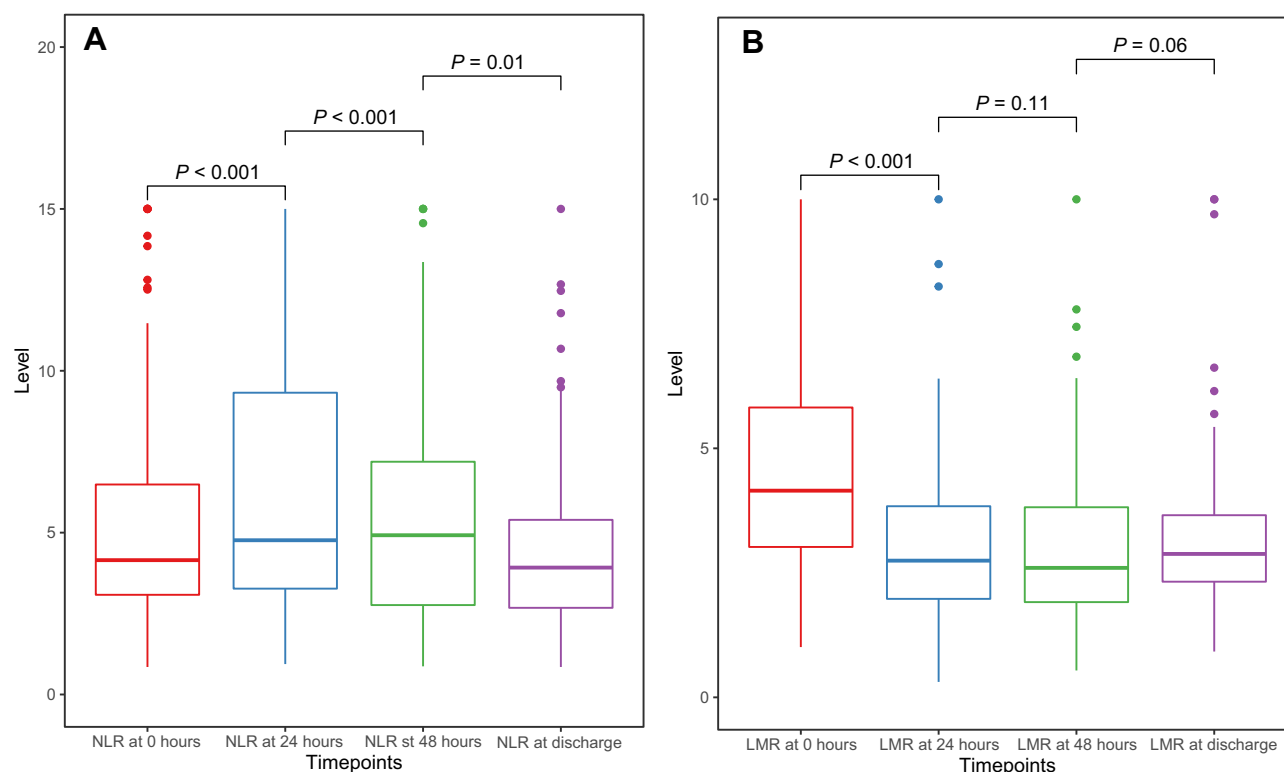 A
20
15
10
5
0
Level
P = 0.01
P < 0.001
P < 0.001
NLR at 0 hours
NLR at 24 hours
NLR st 48 hours
NLR at discharge
Timepoints
B
10
5
0
Level
P = 0.06
P = 0.11
P < 0.001
LMR at 0 hours
LMR at 24 hours
LMR at 48 hours
LMR at discharge
Timepoints